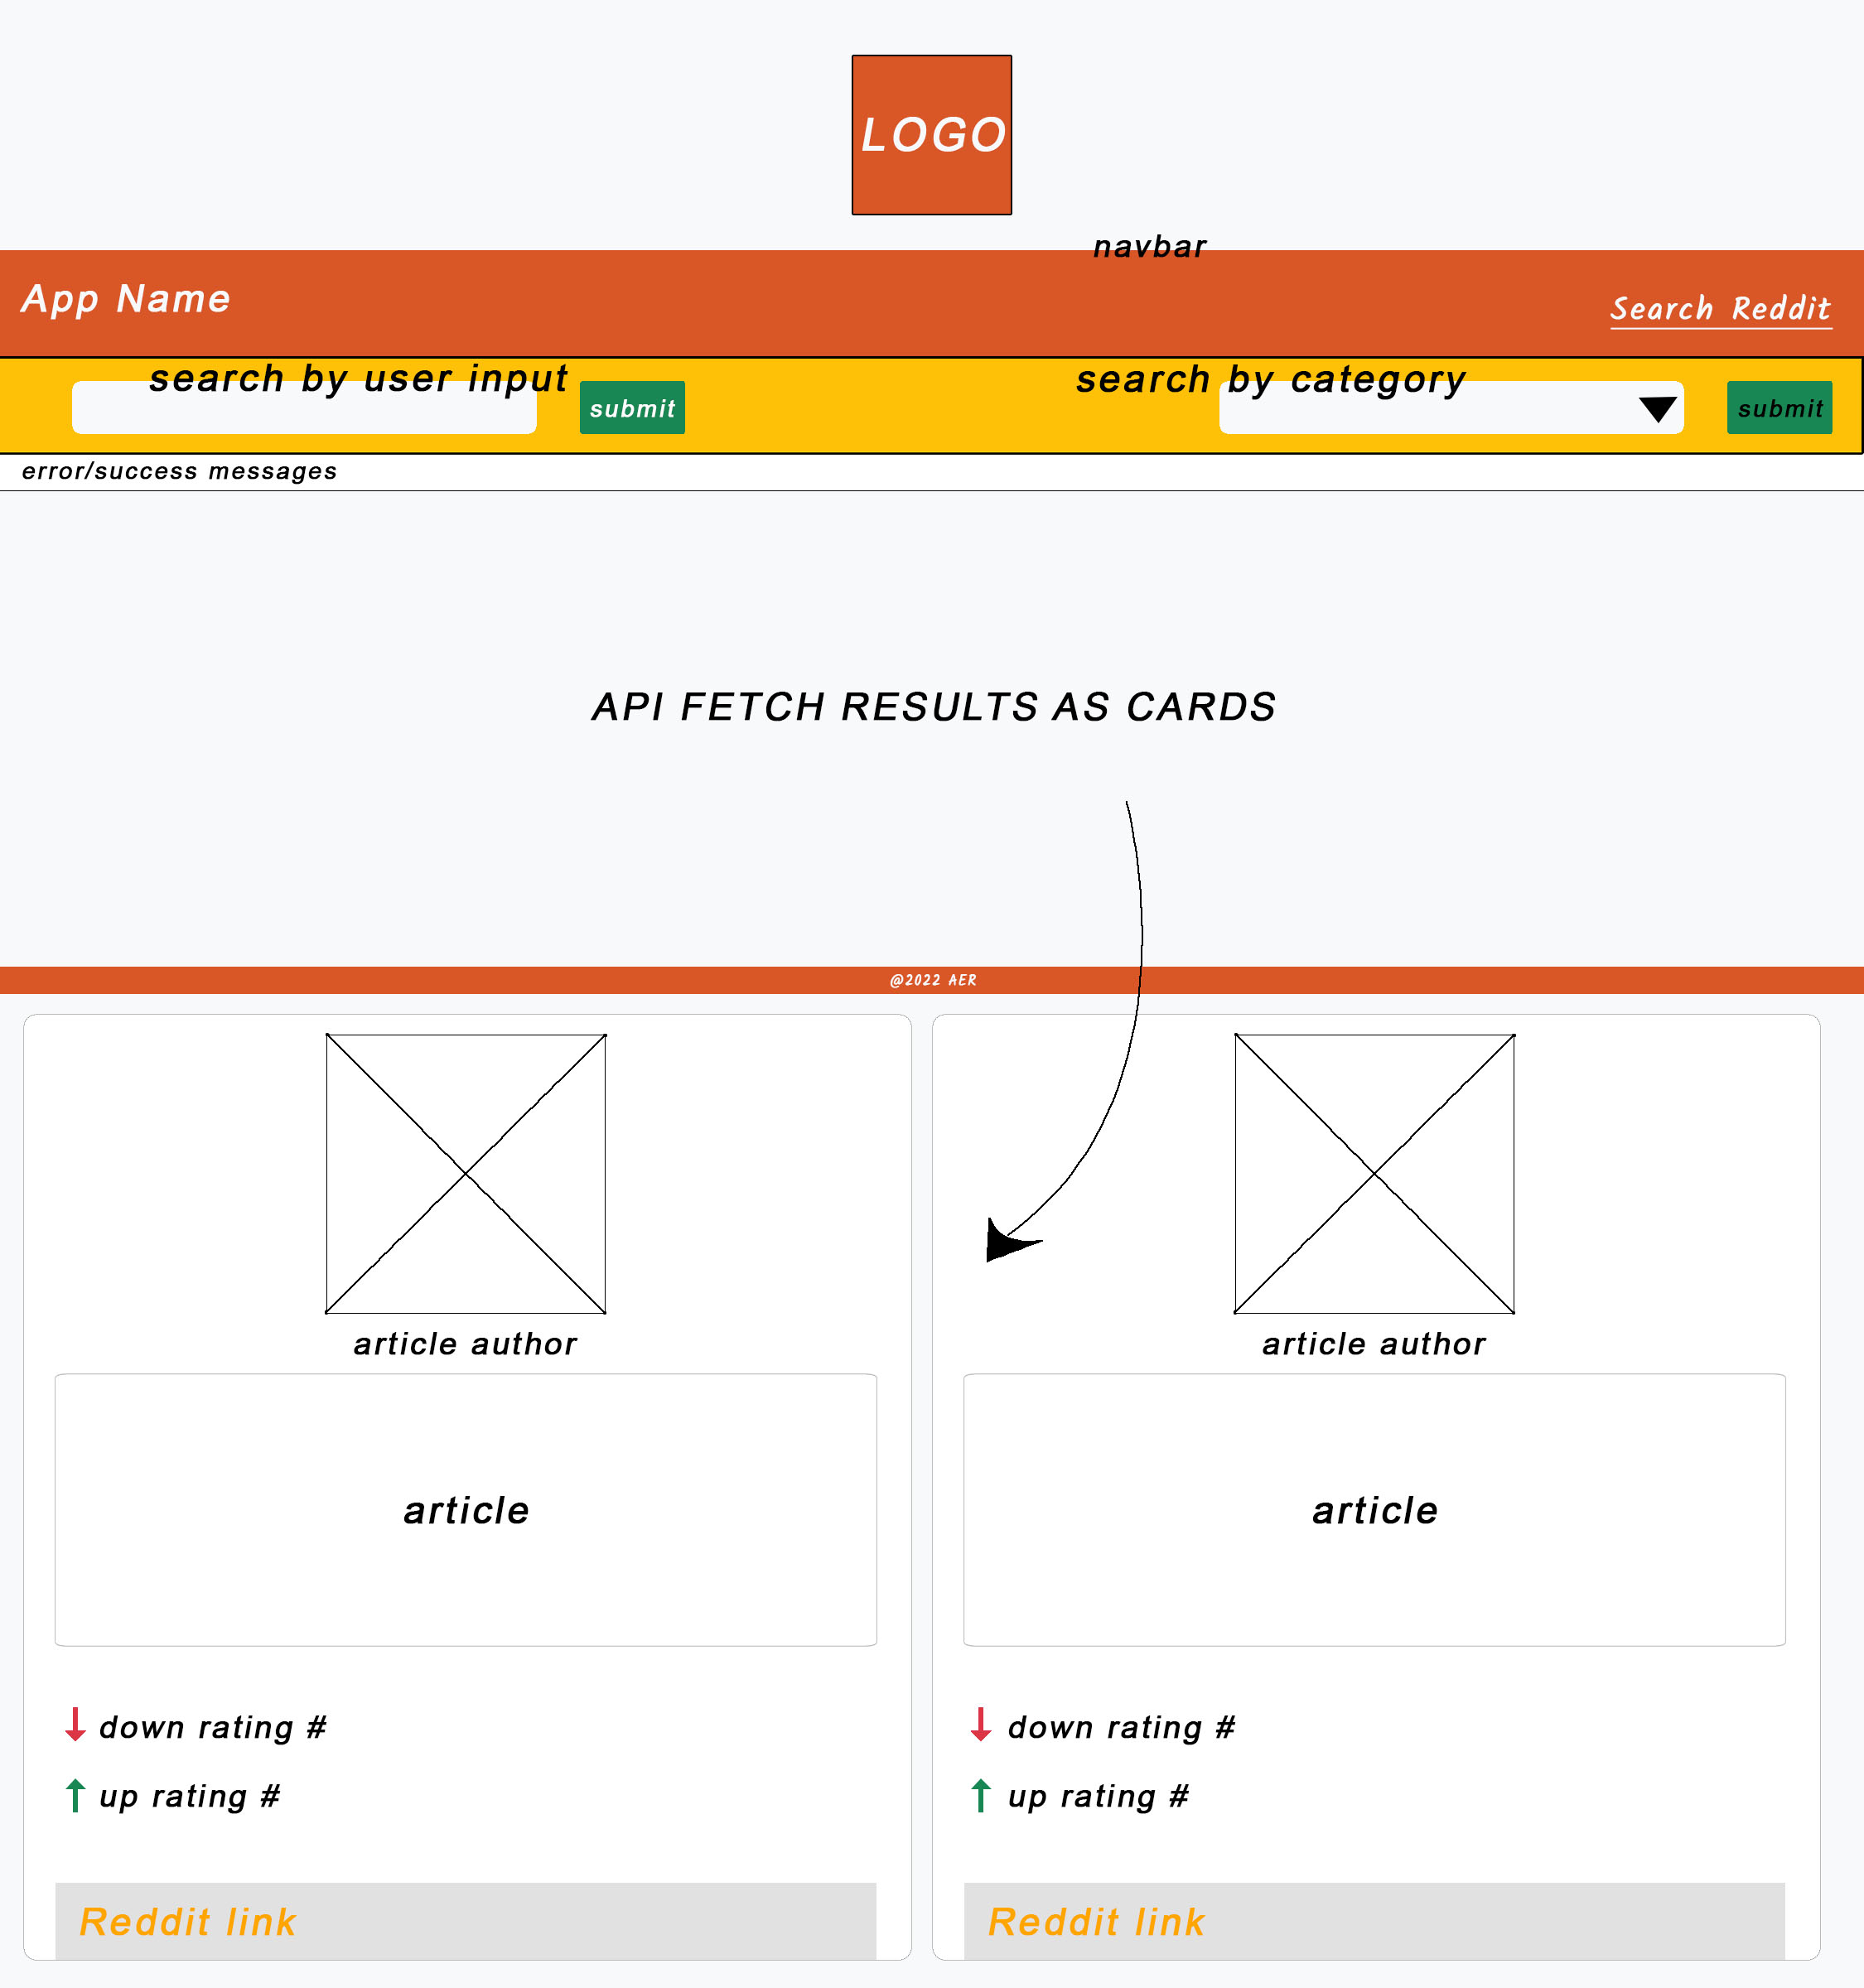 LOGO
navbar
App Name
Search Reddit
search by user input
submit
search by category
submit
error/success messages
API FETCH RESULTS AS CARDS
@2022 AER
article author
article
down rating #
up rating #
Reddit link
article author
article
down rating #
up rating #
Reddit link